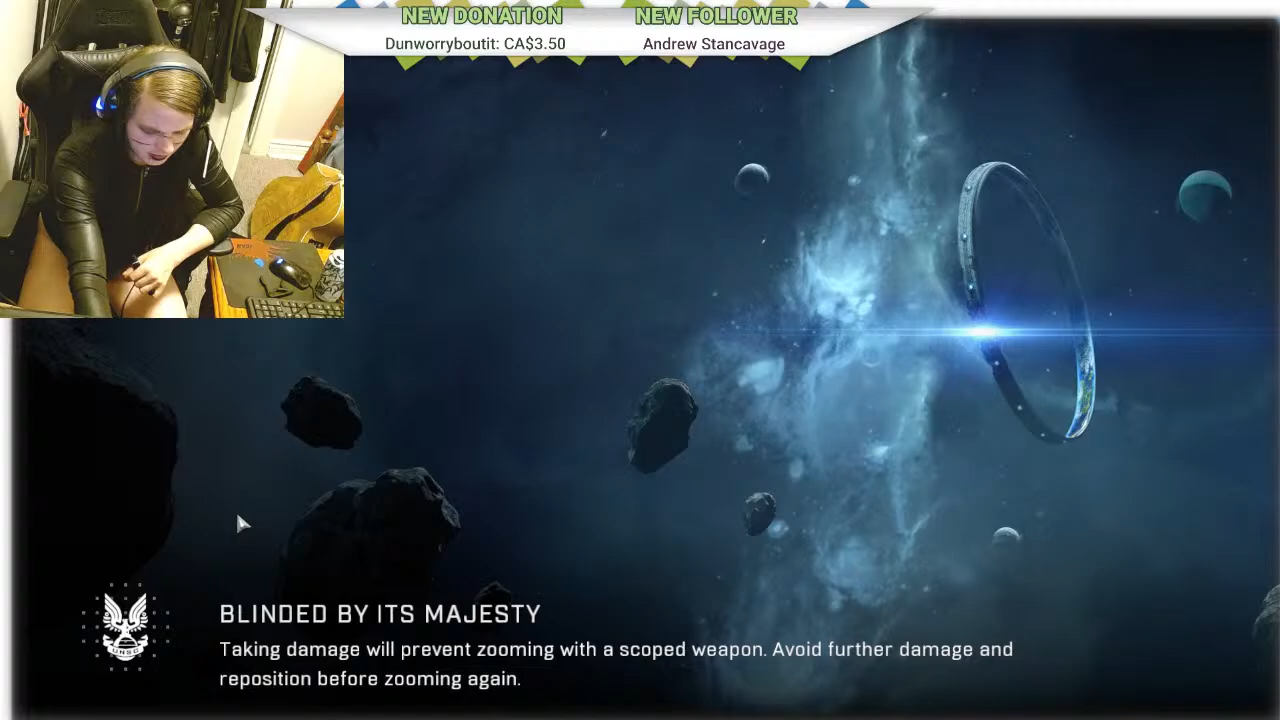 NEW DONATION
NEW FOLLOWER
Dunworryboutit: CA$3.50
Andrew Stancavage
UNSC
BLINDED BY ITS MAJESTY
Taking damage will prevent zooming with a scoped weapon. Avoid further damage and
reposition before zooming again.